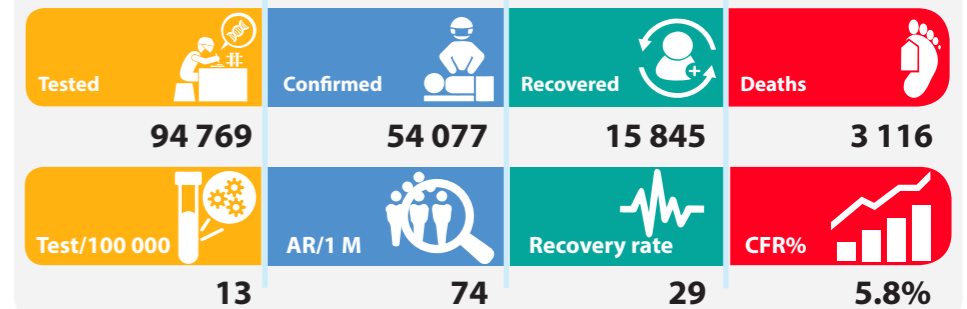 Tested Confirmed Recovered Deaths
94 769 54 077 15 845 3 116
Test/100 000 AR/1 M Recovery rate CFR%
13 74 29 5.8%